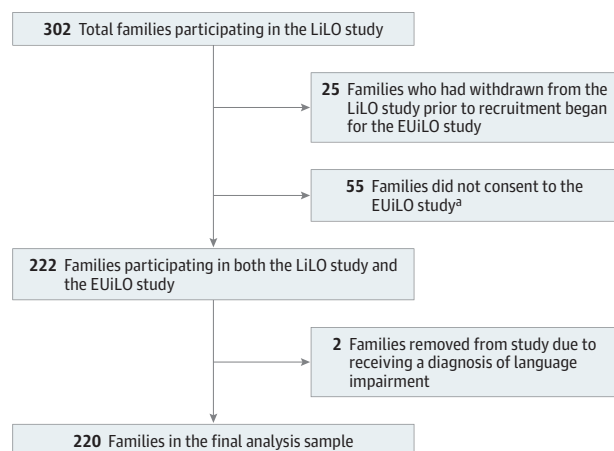 302 Total families participating in the LiLO study
25 Families who had withdrawn from the
LiLO study prior to recruitment began
for the EUiLO study
55 Families did not consent to the
EUiLO studyᵃ
222 Families participating in both the LiLO study and
the EUiLO study
2 Families removed from study due to
receiving a diagnosis of language
impairment
220 Families in the final analysis sample